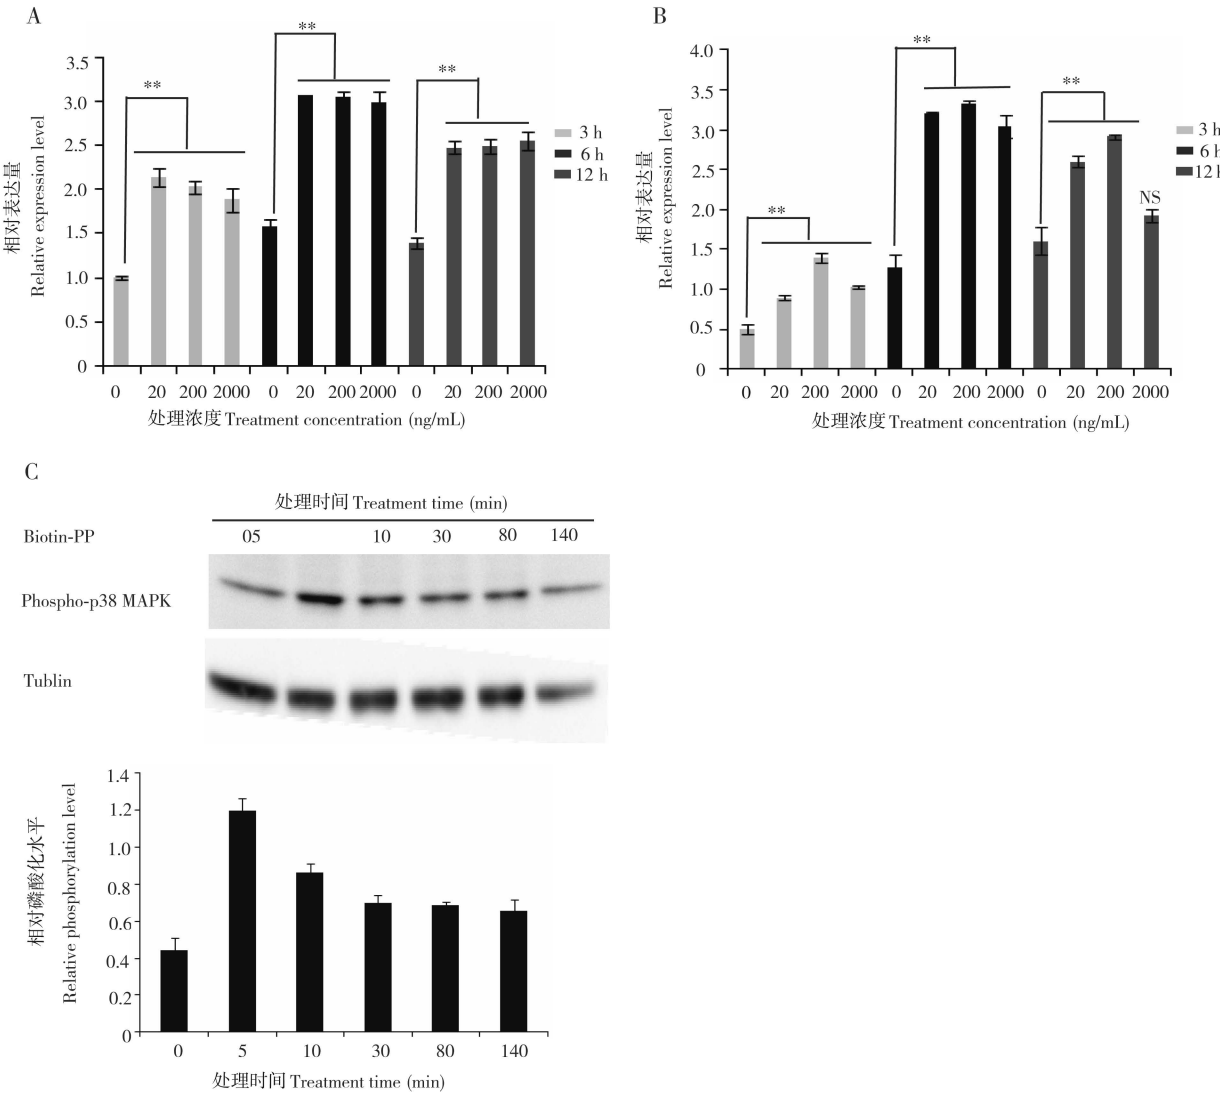 A
**
**
**
3.5
3.0
2.5
2.0
1.5
1.0
0.5
0
相对表达量
Relative expression level
3 h
6 h
12 h
0 20 200 2000 0 20 200 2000 0 20 200 2000
处理浓度 Treatment concentration (ng/mL)
B
**
**
**
NS
4.0
3.5
3.0
2.5
2.0
1.5
1.0
0.5
0
相对表达量
Relative expression level
3 h
6 h
12 h
0 20 200 2000 0 20 200 2000 0 20 200 2000
处理浓度 Treatment concentration (ng/mL)
C
处理时间 Treatment time (min)
Biotin-PP 05 10 30 80 140
Phospho-p38 MAPK
Tublin
1.4
1.2
1.0
0.8
0.6
0.4
0.2
0
相对磷酸化水平
Relative phosphorylation level
0 5 10 30 80 140
处理时间 Treatment time (min)